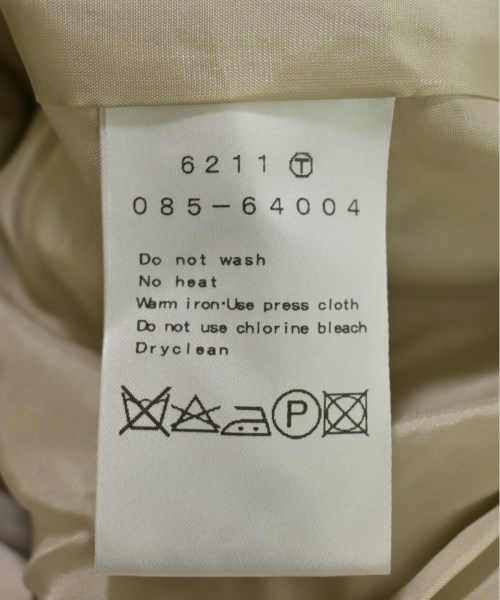 6211 Ⓣ
085-64004
Do not wash
No heat
Warm iron·Use press cloth
Do not use chlorine bleach
Dryclean
P